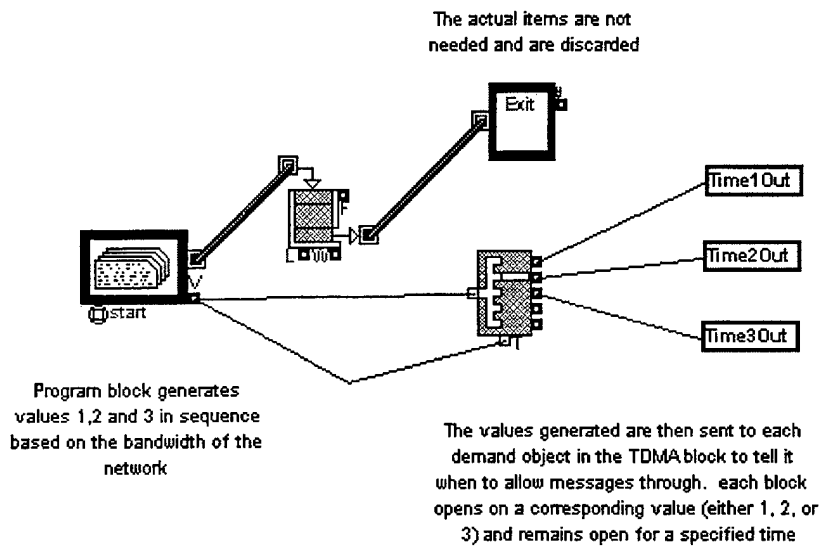 The actual items are not
needed and are discarded
Exit
Time1Out
F
L W
Time2Out
V
start
T
Time3Out
Program block generates
values 1,2 and 3 in sequence
based on the bandwidth of the
network
The values generated are then sent to each
demand object in the TDMA block to tell it
when to allow messages through. each block
opens on a corresponding value (either 1, 2, or
3) and remains open for a specified time